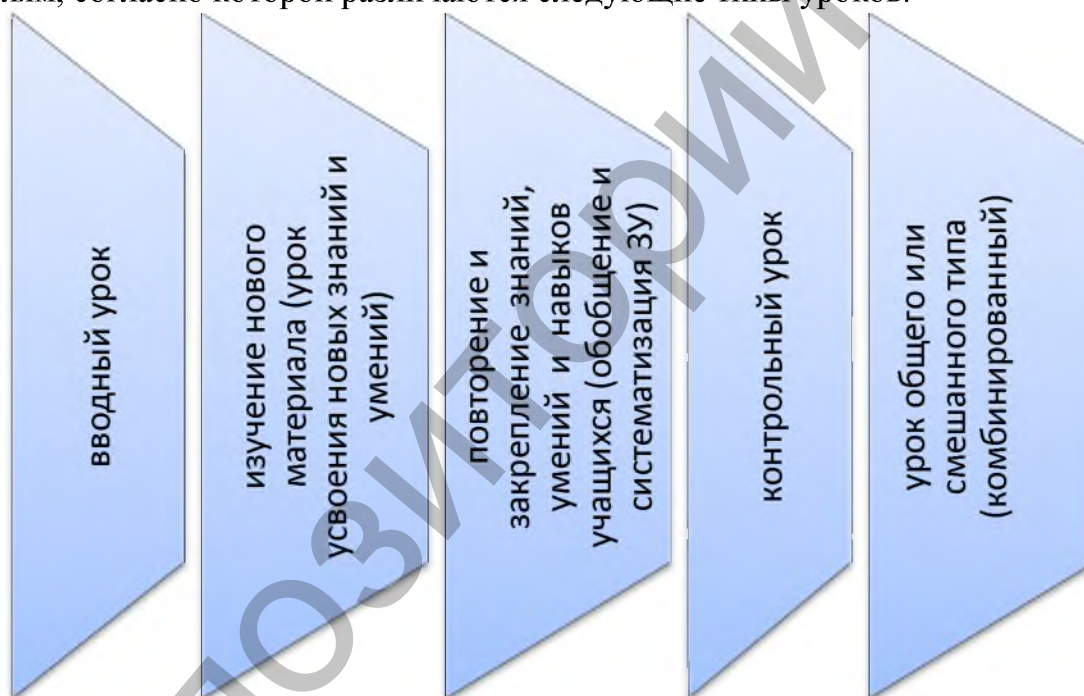 согласно которой различаются следующие типы уроков:
вводный урок
изучение нового
материала (урок
усвоения новых знаний и
умений)
повторение и
закрепление знаний,
умений и навыков
учащихся (обобщение и
систематизация ЗУ)
контрольный урок
урок общего или
смешанного типа
(комбинированный)